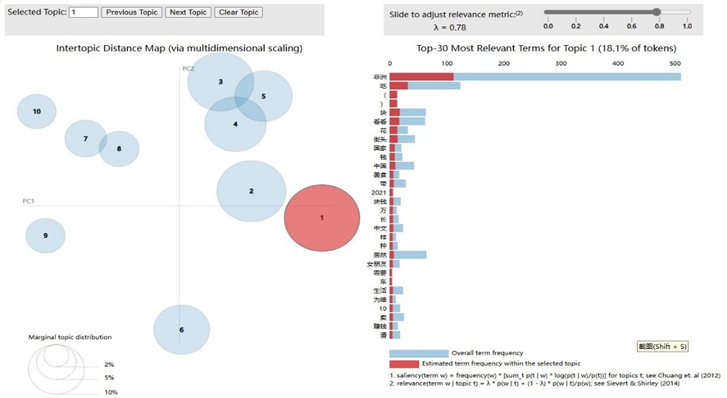 Selected Topic: 1 Previous Topic Next Topic Clear Topic
Slide to adjust relevance metric:(2)
λ = 0.78
0.0 0.2 0.4 0.6 0.8 1.0
Intertopic Distance Map (via multidimensional scaling)
PC2
PC1
1
2
3
4
5
6
7
8
9
10
Marginal topic distribution
2%
5%
10%
Top-30 Most Relevant Terms for Topic 1 (18.1% of tokens)
0 100 200 300 400 500
非洲
吃
(
)
块
看看
花
街头
国家
钱
中国
美食
带
2021
块钱
万
长
中文
样
种
居然
女朋友
需要
车
生活
为啥
10
卖
赚钱
请
截图(Shift + S)
Overall term frequency
Estimated term frequency within the selected topic
1. saliency(term w) = frequency(w) * [sum_t p(t | w) * log(p(t | w)/p(t))] for topics t; see Chuang et. al (2012)
2. relevance(term w | topic t) = λ * p(w | t) + (1 - λ) * p(w | t)/p(w); see Sievert & Shirley (2014)